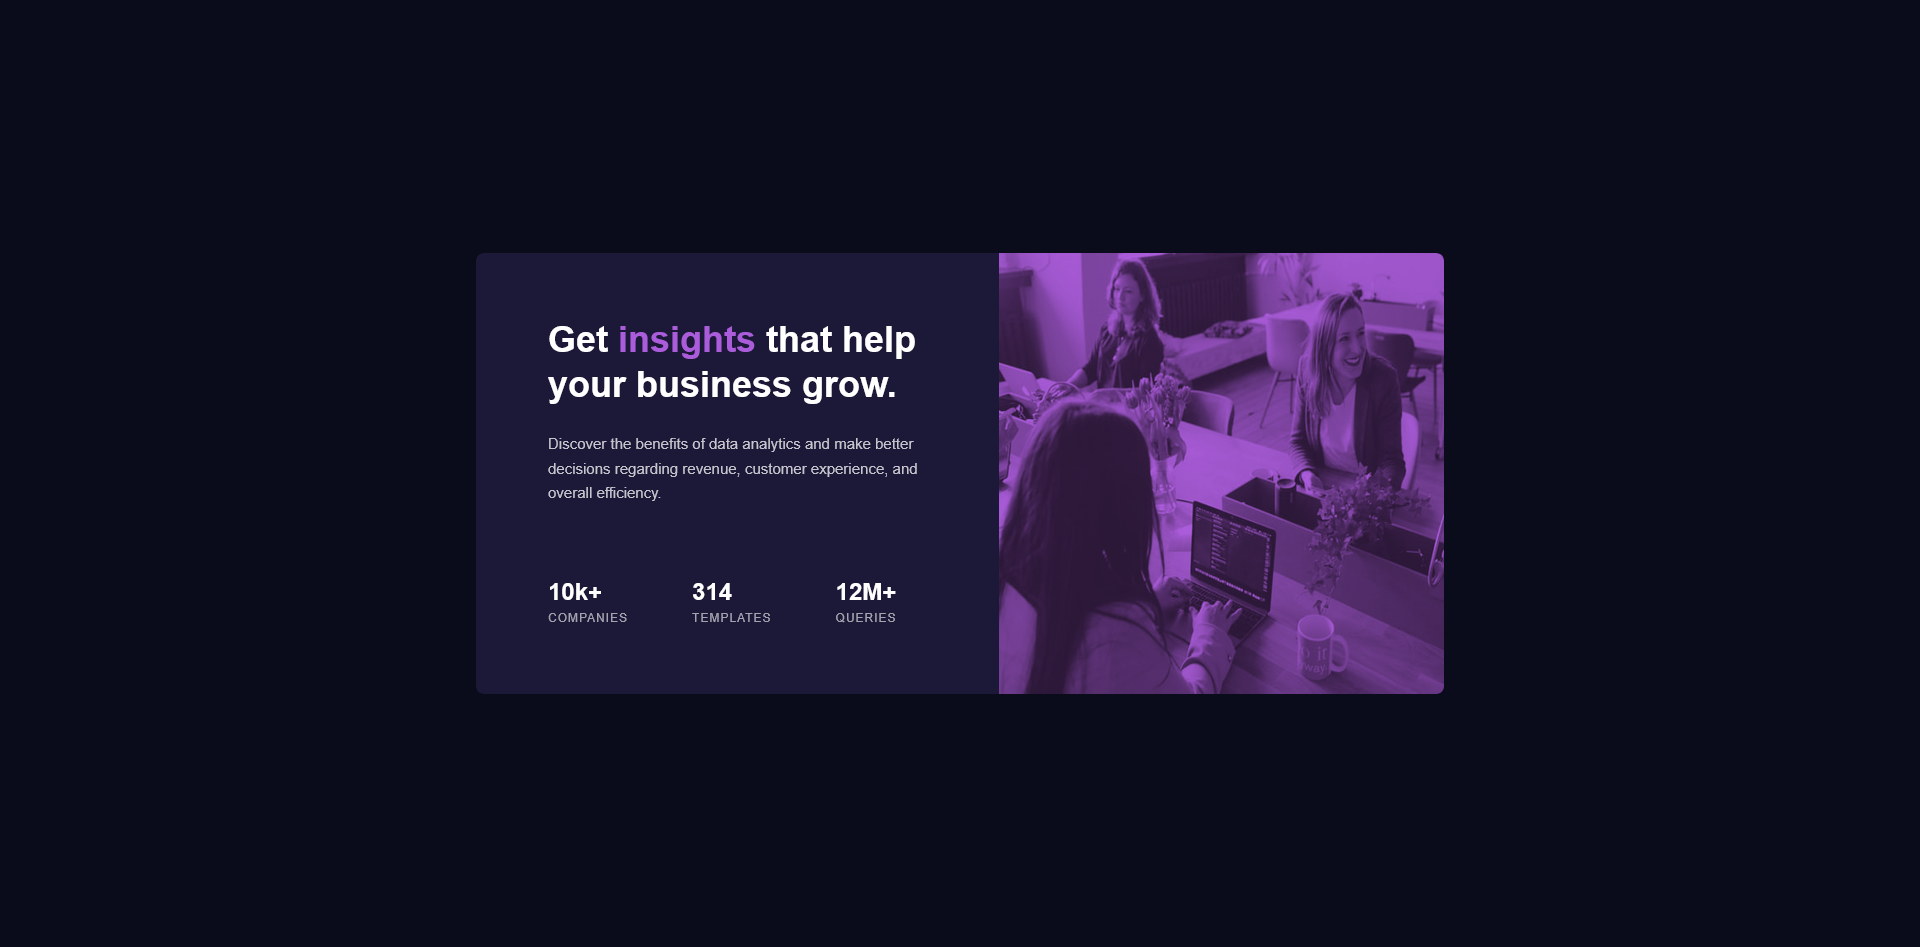 Get insights that help
your business grow.
Discover the benefits of data analytics and make better
decisions regarding revenue, customer experience, and
overall efficiency.
10k+ 314 12M+
COMPANIES TEMPLATES QUERIES